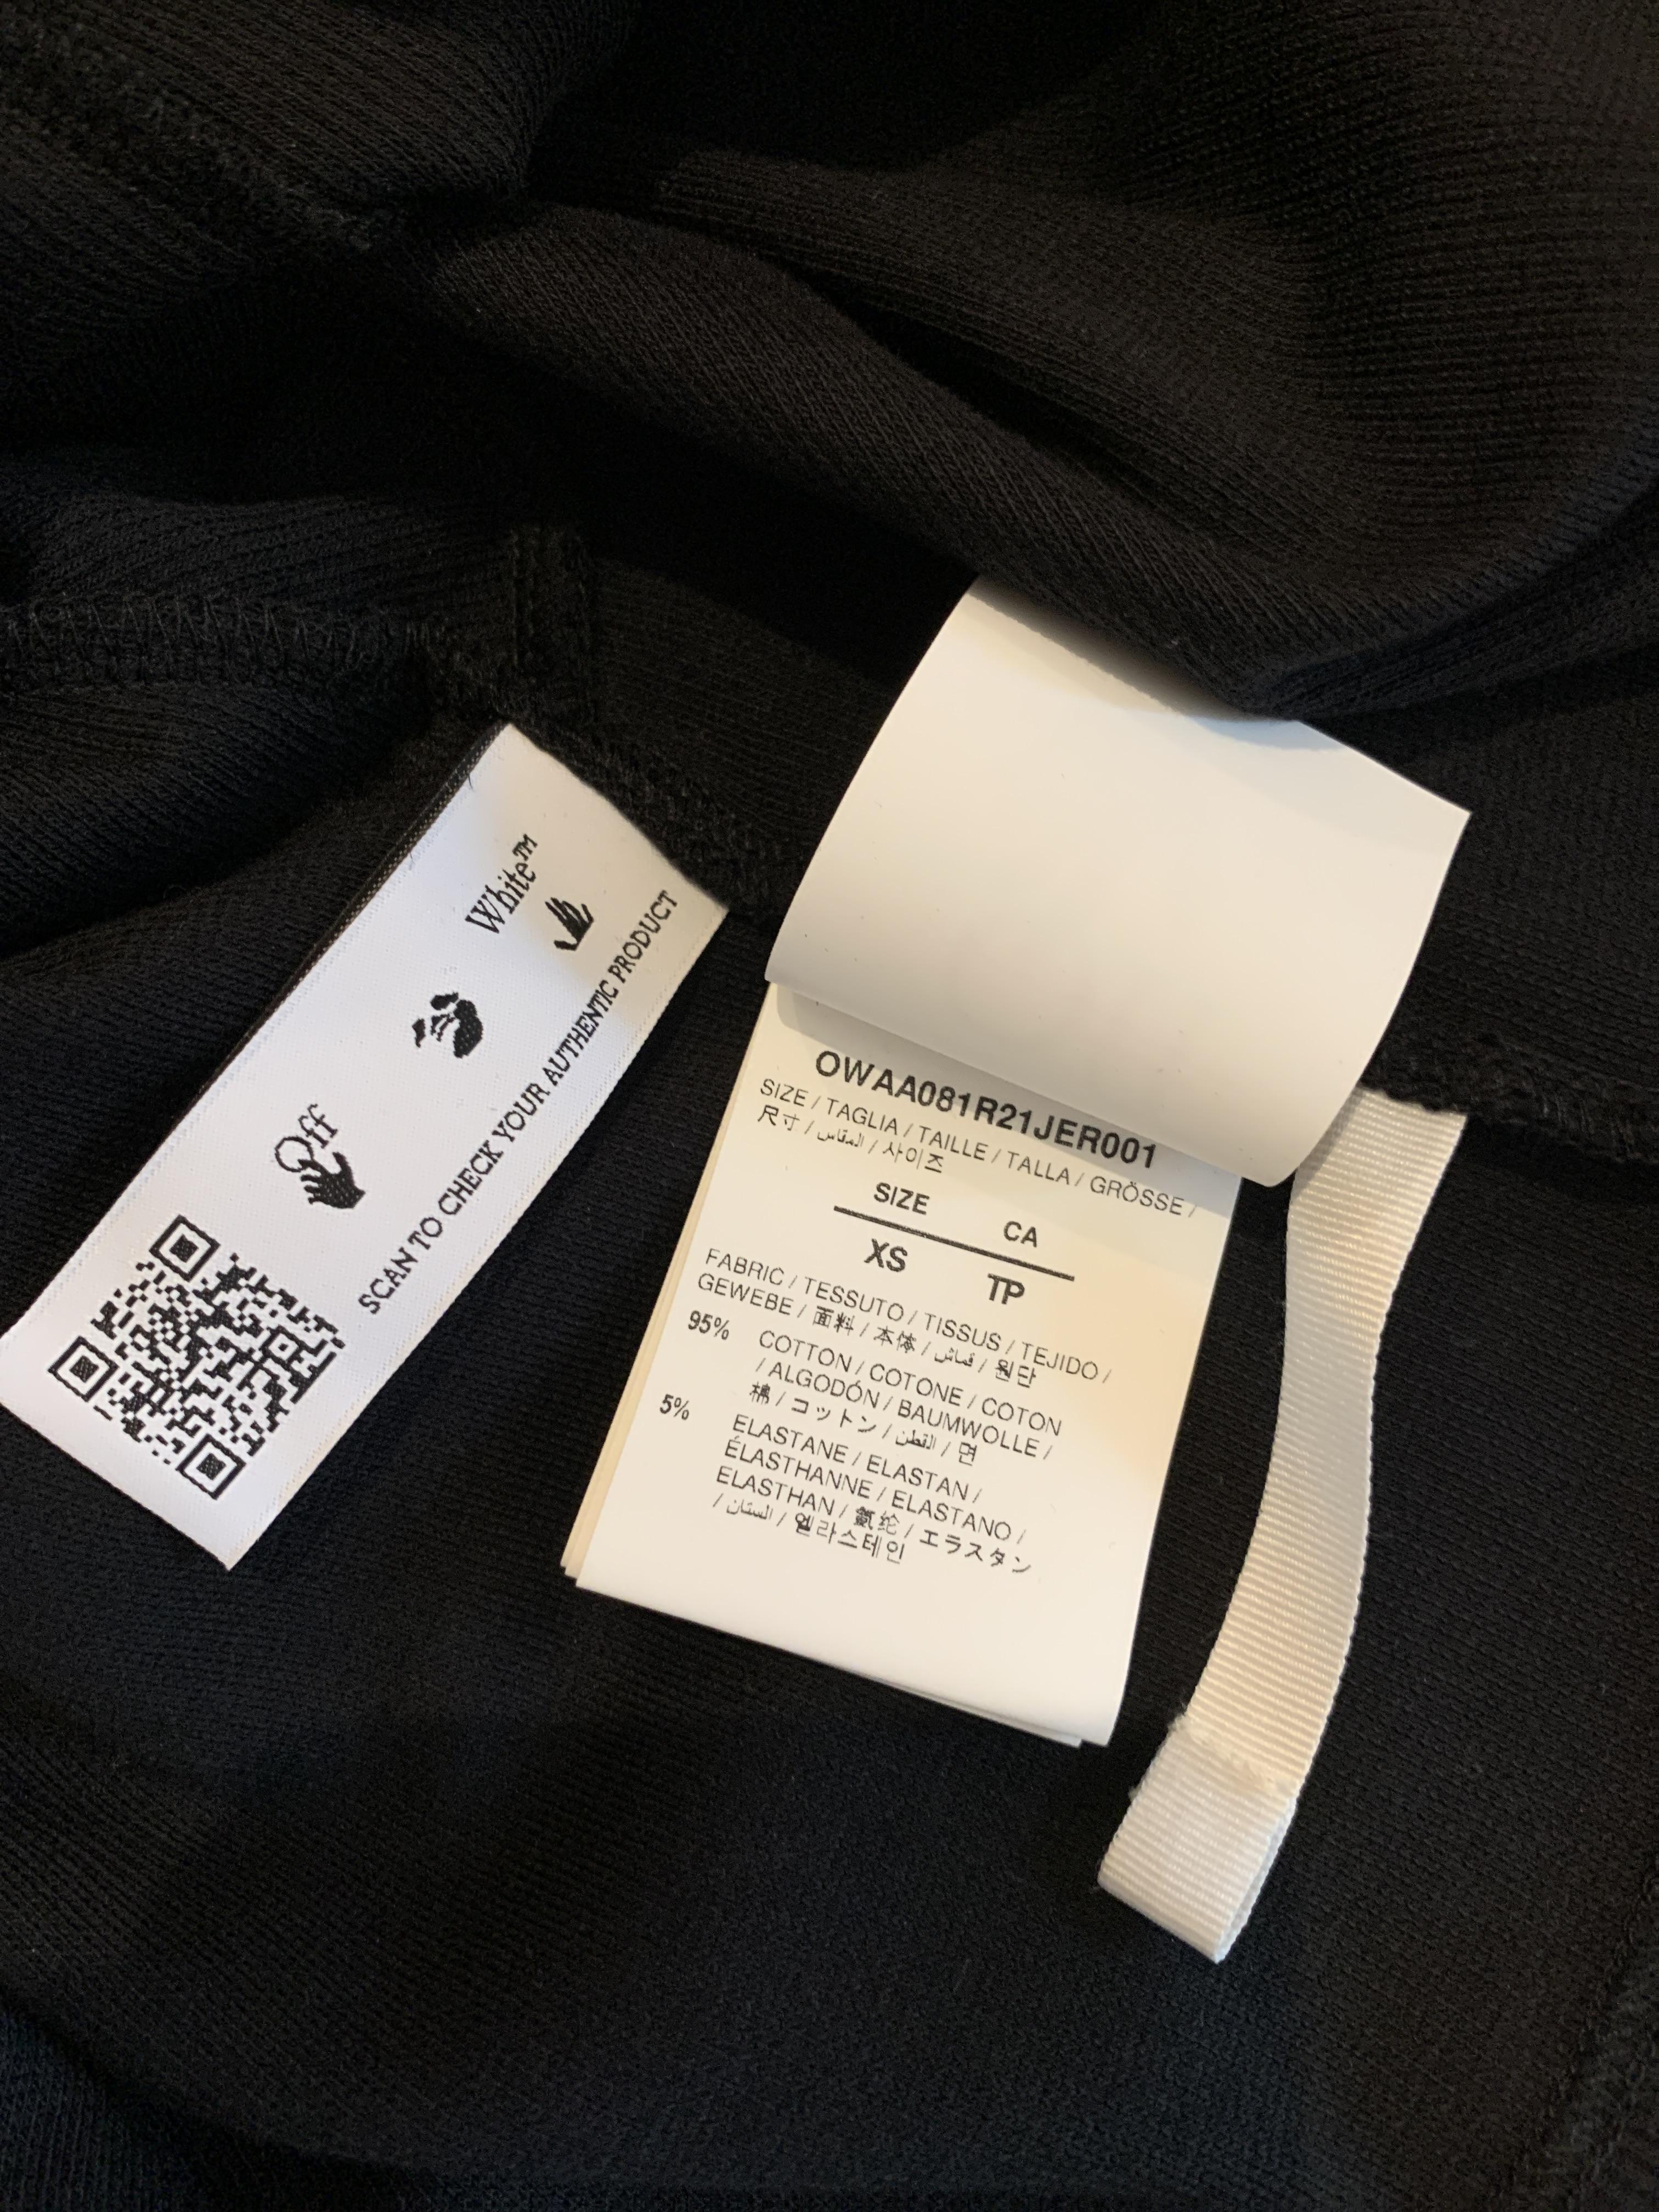 Off White™
SCAN TO CHECK YOUR AUTHENTIC PRODUCT
OWAA081R21JER001
SIZE / TAGLIA / TAILLE / TALLA / GRÖSSE /
尺寸 / المقاس / 사이즈
SIZE CA
XS TP
FABRIC / TESSUTO / TISSUS / TEJIDO /
GEWEBE / 面料 / 本体 / قماش / 원단
95% COTTON / COTONE / COTON
/ ALGODÓN / BAUMWOLLE /
棉 / コットン / القطن / 면
5% ELASTANE / ELASTAN /
ÉLASTHANNE / ELASTANO /
ELASTHAN / 氨纶 / エラスタン
/ الستان / 엘라스테인